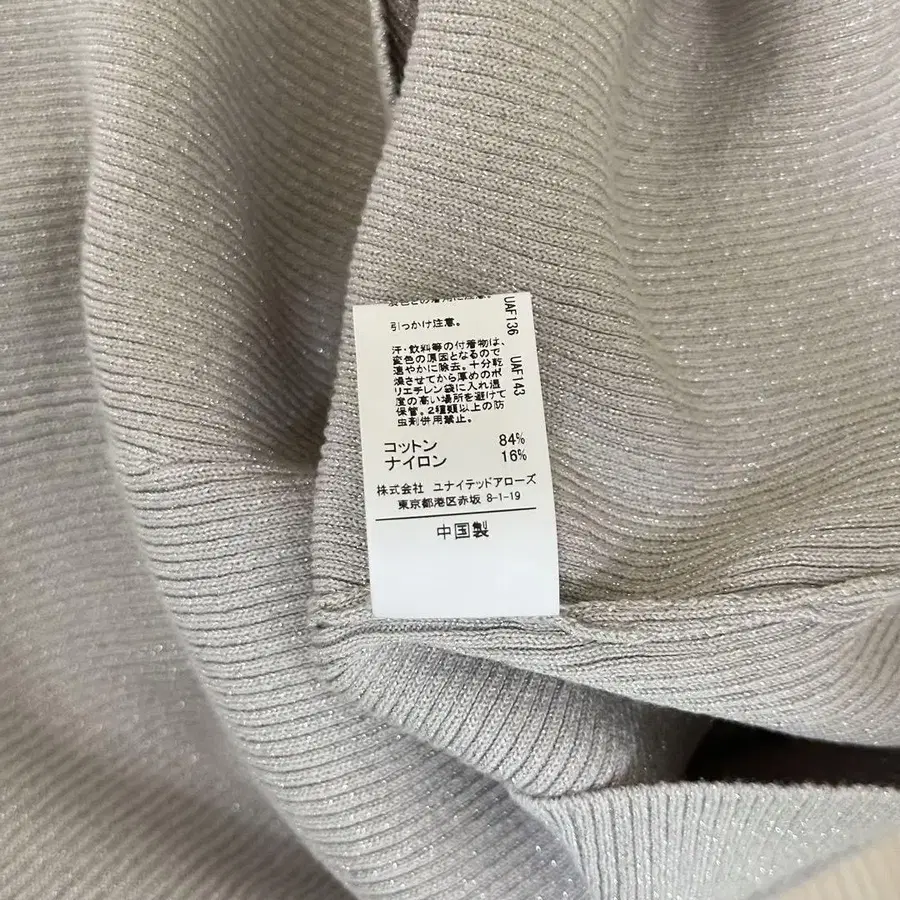 引っかけ注意。
汗・飲料等の付着物は、
変色の原因となるので
速やかに除去。十分乾
燥させてから厚めのポ
リエチレン袋に入れ温
度の高い場所を避けて
保管。2種類以上の防
虫剤併用禁止。
コットン 84%
ナイロン 16%
株式会社 ユナイテッドアローズ
東京都港区赤坂 8-1-19
中国製
UAF136 UAF143